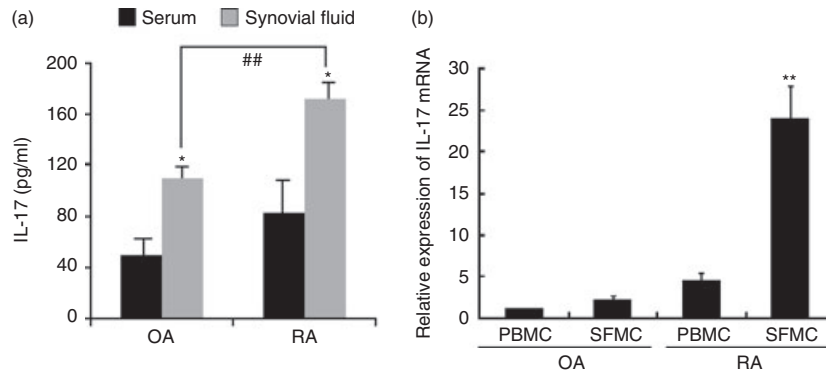 (a)
Serum Synovial fluid
IL-17 (pg/ml)
200
160
120
80
40
0
*
##
*
OA RA
(b)
Relative expression of IL-17 mRNA
30
25
20
15
10
5
0
**
PBMC SFMC PBMC SFMC
OA RA